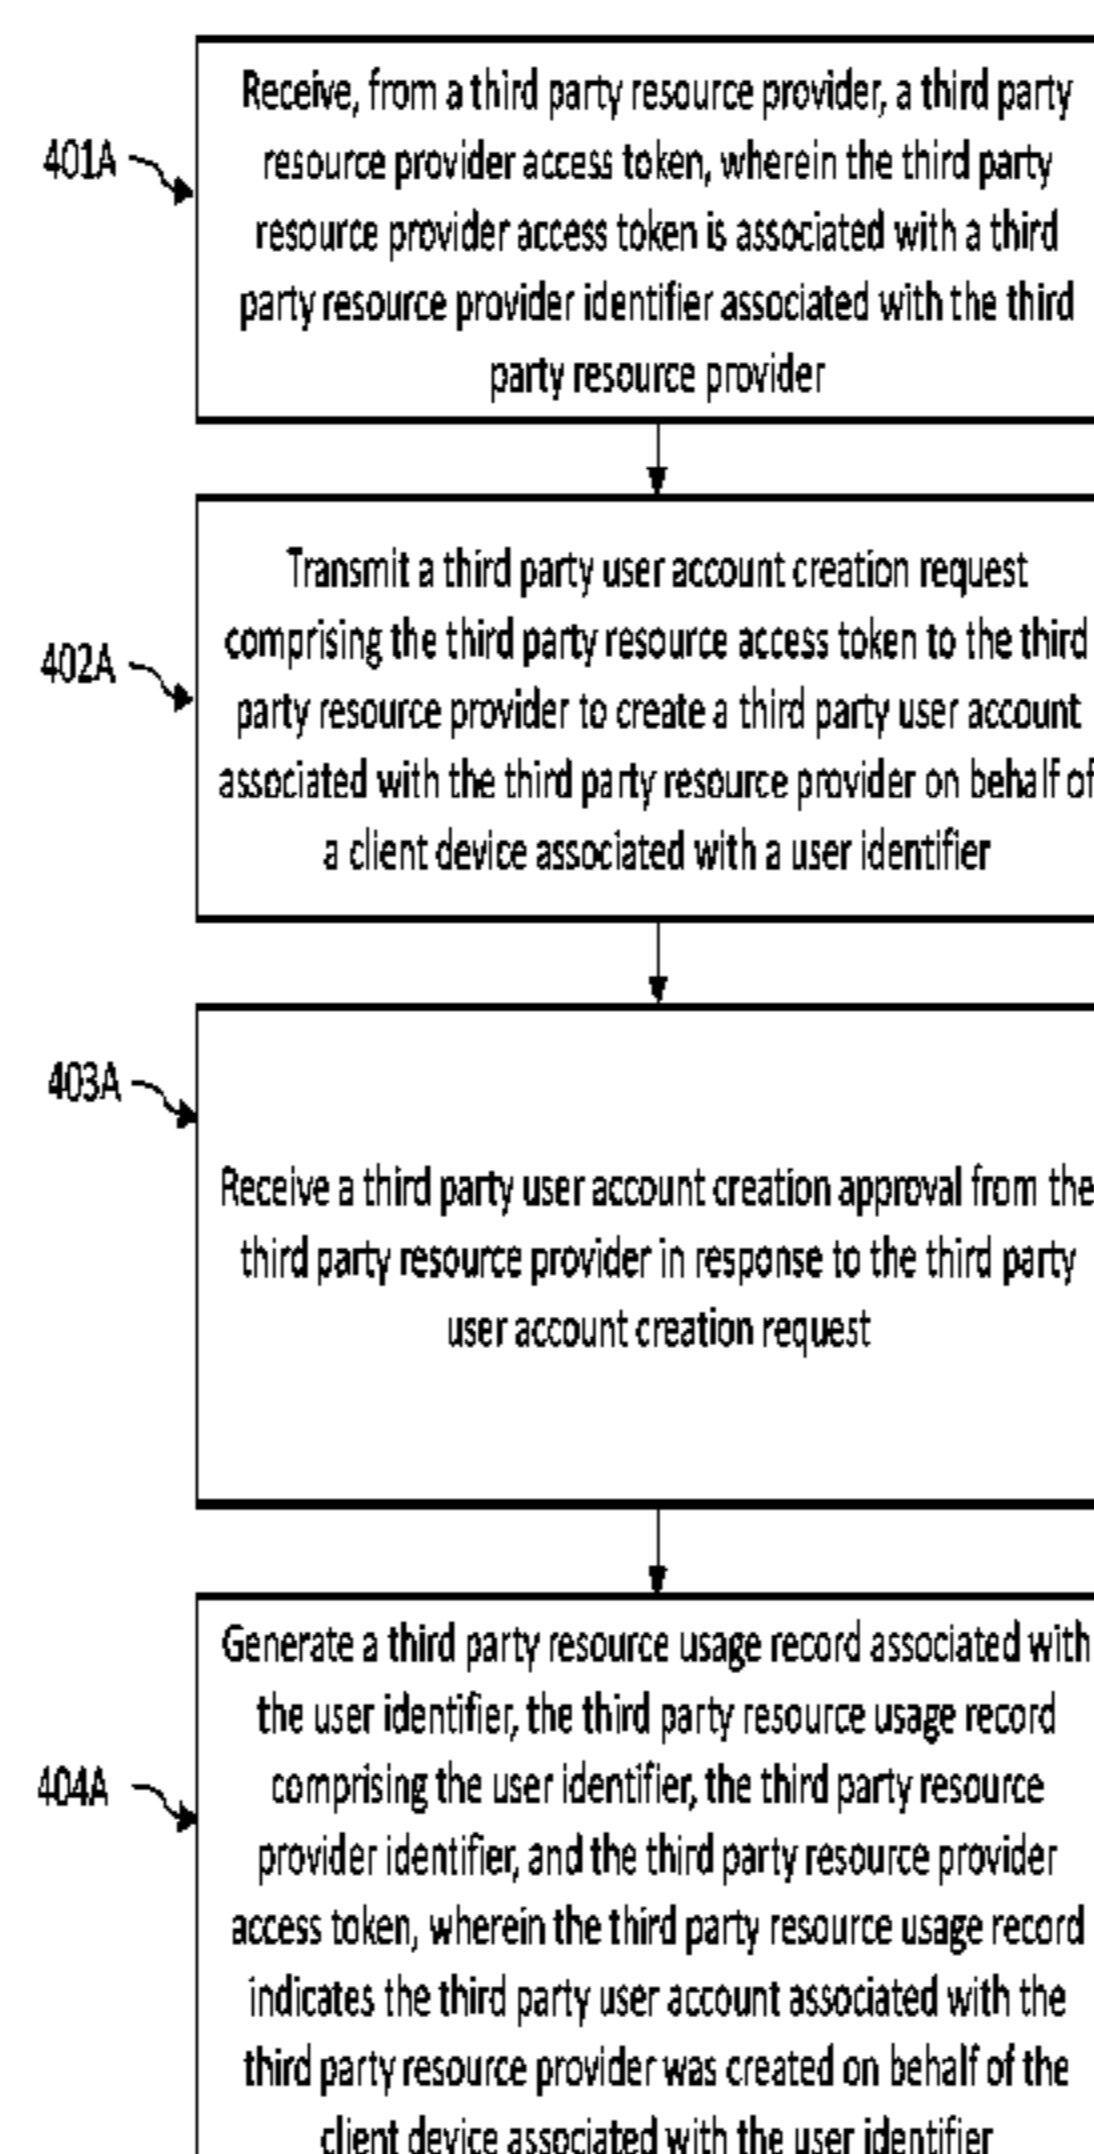 Receive, from a third party resource provider, a third party
resource provider access token, wherein the third party
401A
resource provider access token is associated with a third
party resource provider identifier associated with the third
party resource provider
Transmit a third party user account creation request
comprising the third party resource access token to the third
402A
party resource provider to create a third party user account
associated with the third party resource provider on behalf of
a client device associated with a user identifier
403A
Receive a third party user account creation approval from the
third party resource provider in response to the third party
user account creation request
Generate a third party resource usage record associated with
the user identifier, the third party resource usage record
404A
comprising the user identifier, the third party resource
provider identifier, and the third party resource provider
access token, wherein the third party resource usage record
indicates the third party user account associated with the
third party resource provider was created on behalf of the
client device associated with the user identifier